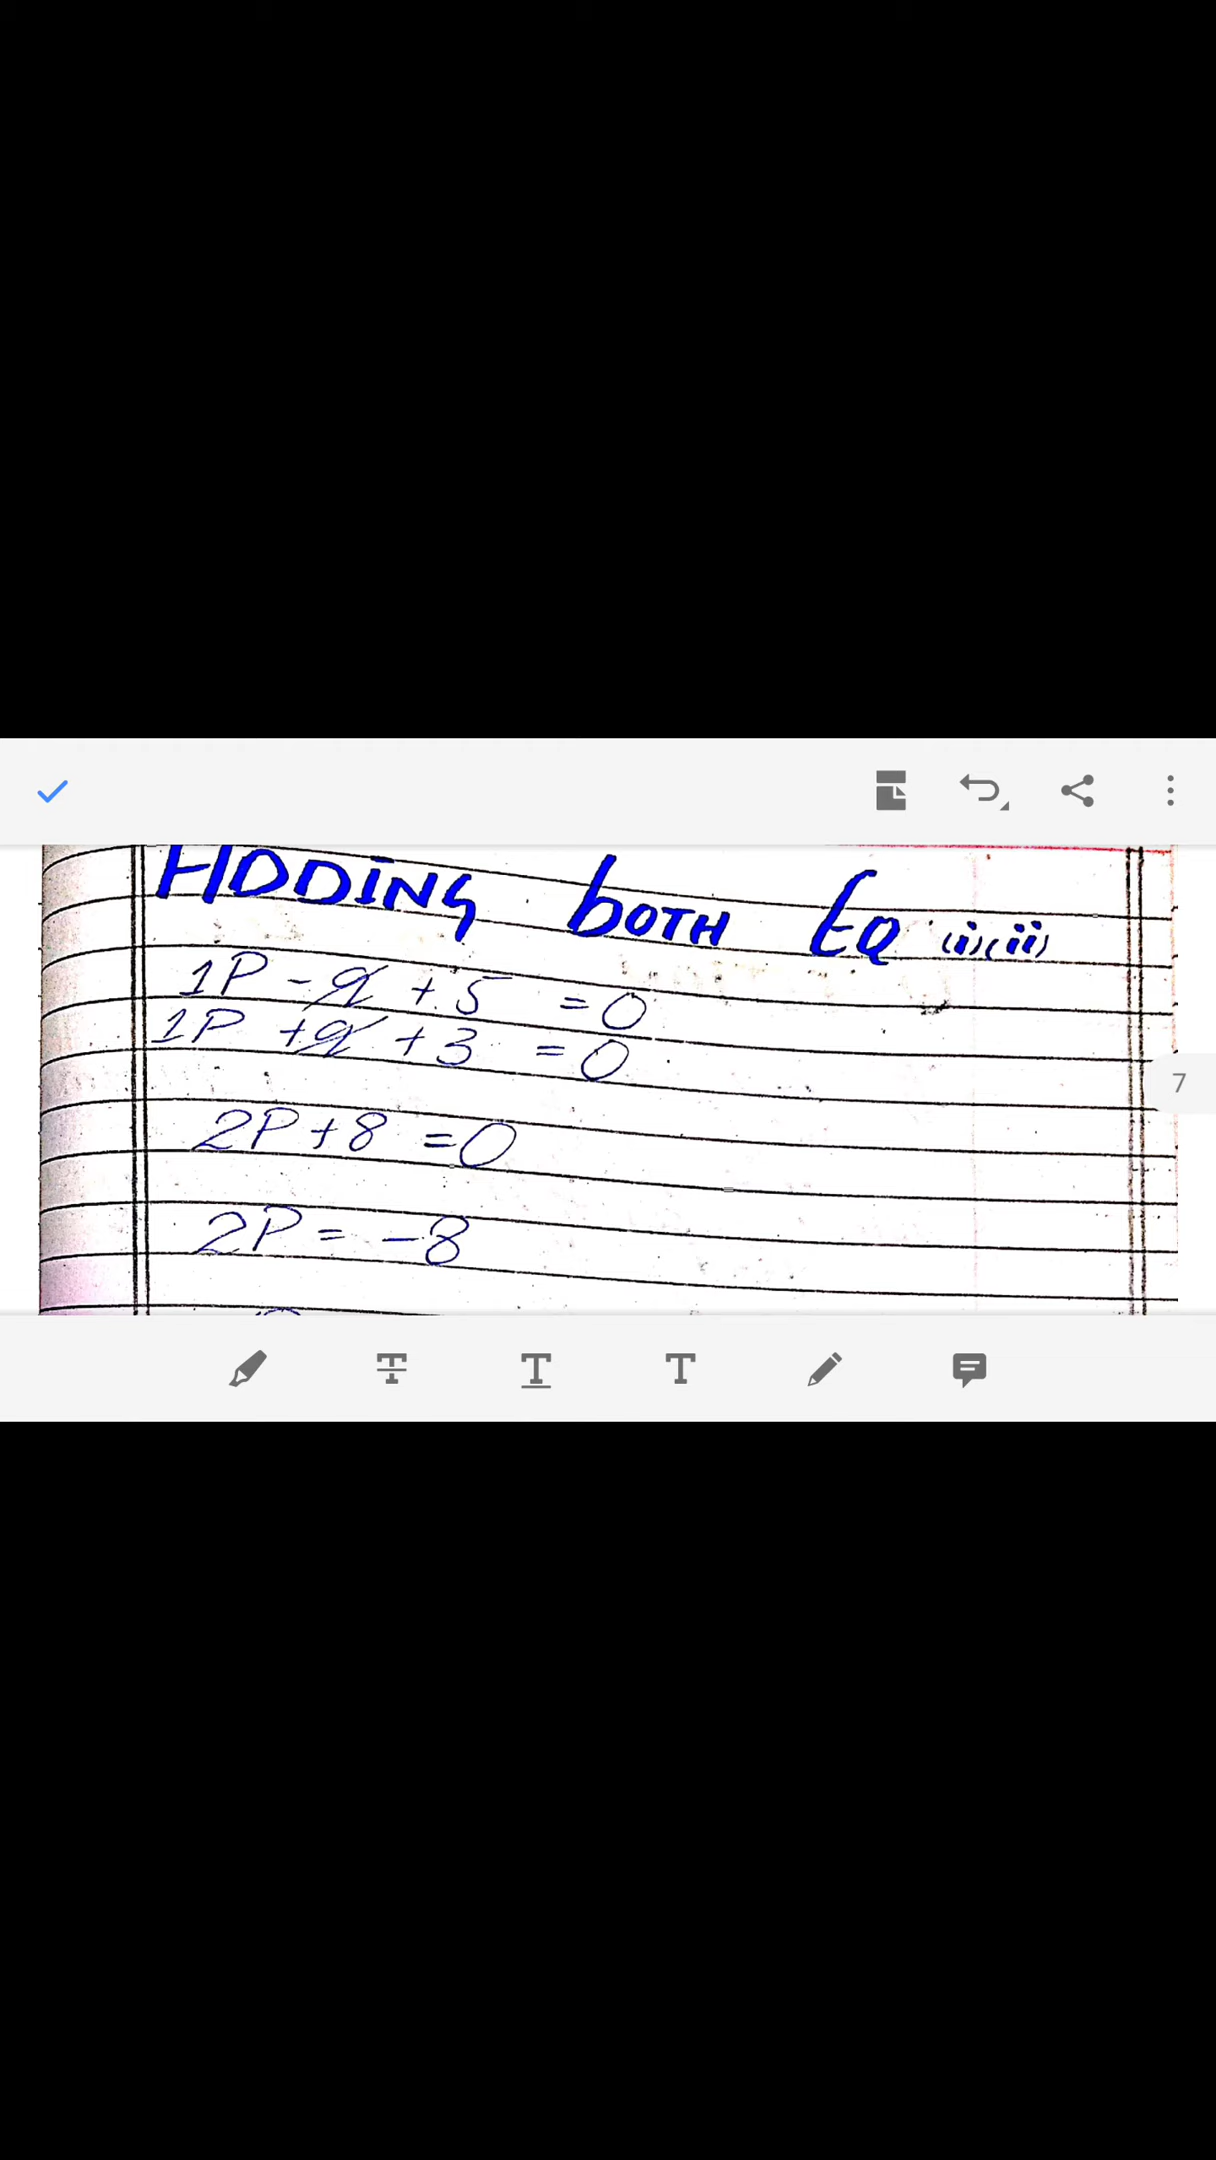 ADDiNG bOTH EQ (i)(ii)
1P - q + 5 = 0
1P + q + 3 = 0
7
2P + 8 = 0
2P = - 8
T T T